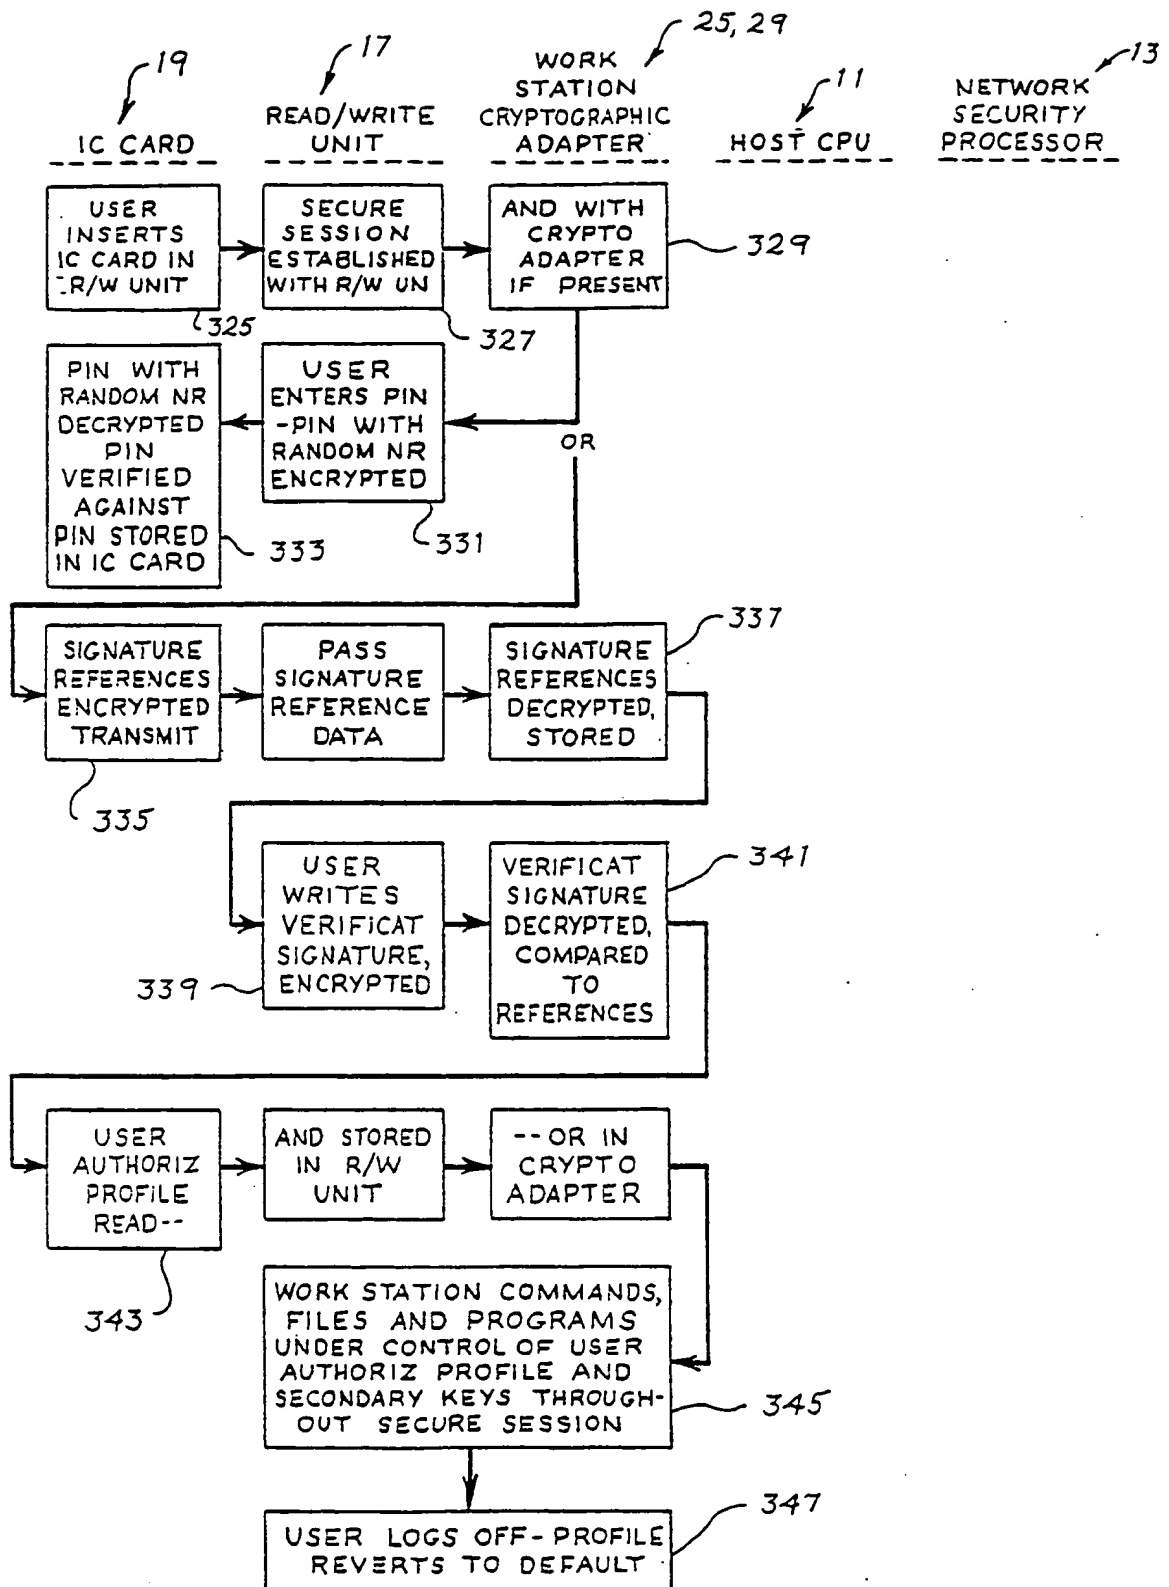 19
IC CARD
17
READ/WRITE
UNIT
25, 29
WORK
STATION
CRYPTOGRAPHIC
ADAPTER
11
HOST CPU
13
NETWORK
SECURITY
PROCESSOR
USER
INSERTS
IC CARD IN
R/W UNIT
325
SECURE
SESSION
ESTABLISHED
WITH R/W UN
327
AND WITH
CRYPTO
ADAPTER
IF PRESENT
329
PIN WITH
RANDOM NR
DECRYPTED
PIN
VERIFIED
AGAINST
PIN STORED
IN IC CARD
333
USER
ENTERS PIN
-PIN WITH
RANDOM NR
ENCRYPTED
331
OR
SIGNATURE
REFERENCES
ENCRYPTED
TRANSMIT
335
PASS
SIGNATURE
REFERENCE
DATA
SIGNATURE
REFERENCES
DECRYPTED,
STORED
337
USER
WRITES
VERIFICAT
SIGNATURE,
ENCRYPTED
339
VERIFICAT
SIGNATURE
DECRYPTED,
COMPARED
TO
REFERENCES
341
USER
AUTHORIZ
PROFILE
READ--
343
AND STORED
IN R/W
UNIT
--OR IN
CRYPTO
ADAPTER
WORK STATION COMMANDS,
FILES AND PROGRAMS
UNDER CONTROL OF USER
AUTHORIZ PROFILE AND
SECONDARY KEYS THROUGH-
OUT SECURE SESSION
345
USER LOGS OFF-PROFILE
REVERTS TO DEFAULT
347